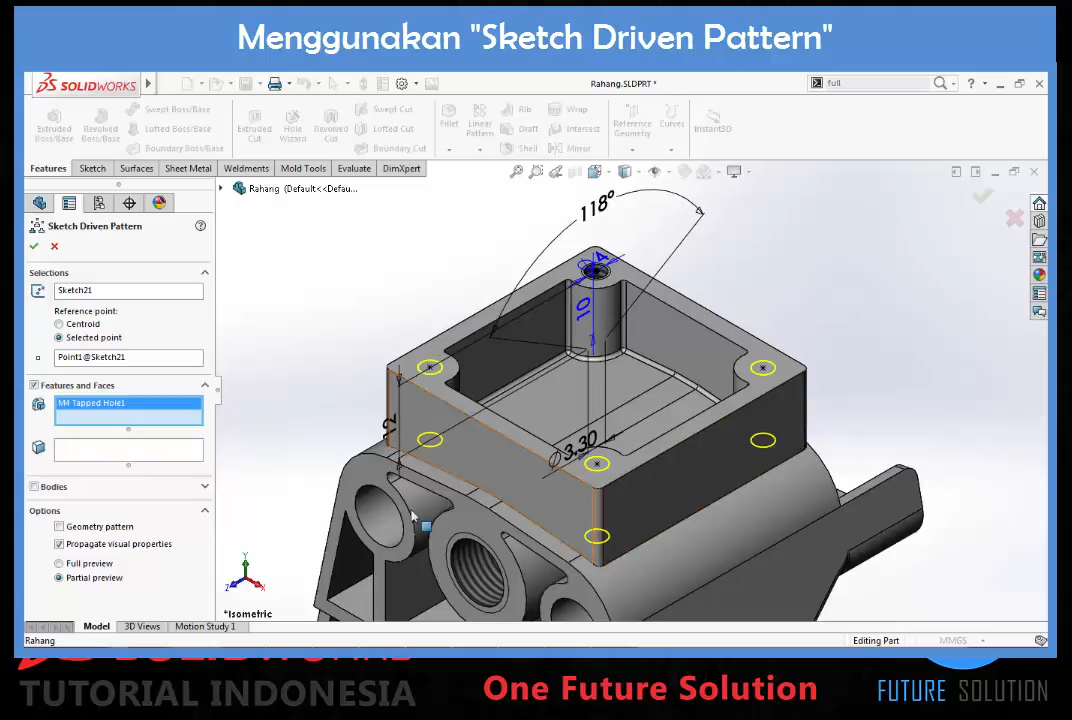 Menggunakan "Sketch Driven Pattern"
SOLIDWORKS
Rahang.SLDPRT *
full
Extruded Boss/Base
Revolved Boss/Base
Swept Boss/Base
Lofted Boss/Base
Boundary Boss/Base
Extruded Cut
Hole Wizard
Revolved Cut
Swept Cut
Lofted Cut
Boundary Cut
Fillet
Linear Pattern
Rib
Draft
Shell
Wrap
Intersect
Mirror
Reference Geometry
Curves
Instant3D
Features
Sketch
Surfaces
Sheet Metal
Weldments
Mold Tools
Evaluate
DimXpert
Rahang (Default<<Defau...
Sketch Driven Pattern
Selections
Sketch21
Reference point:
Centroid
Selected point
Point1@Sketch21
Features and Faces
M4 Tapped Hole1
Bodies
Options
Geometry pattern
Propagate visual properties
Full preview
Partial preview
118°
4
10
12
Ø3.30
Y
Z
X
*Isometric
Model
3D Views
Motion Study 1
Rahang
Editing Part
MMGS
TUTORIAL INDONESIA
One Future Solution
FUTURE SOLUTION